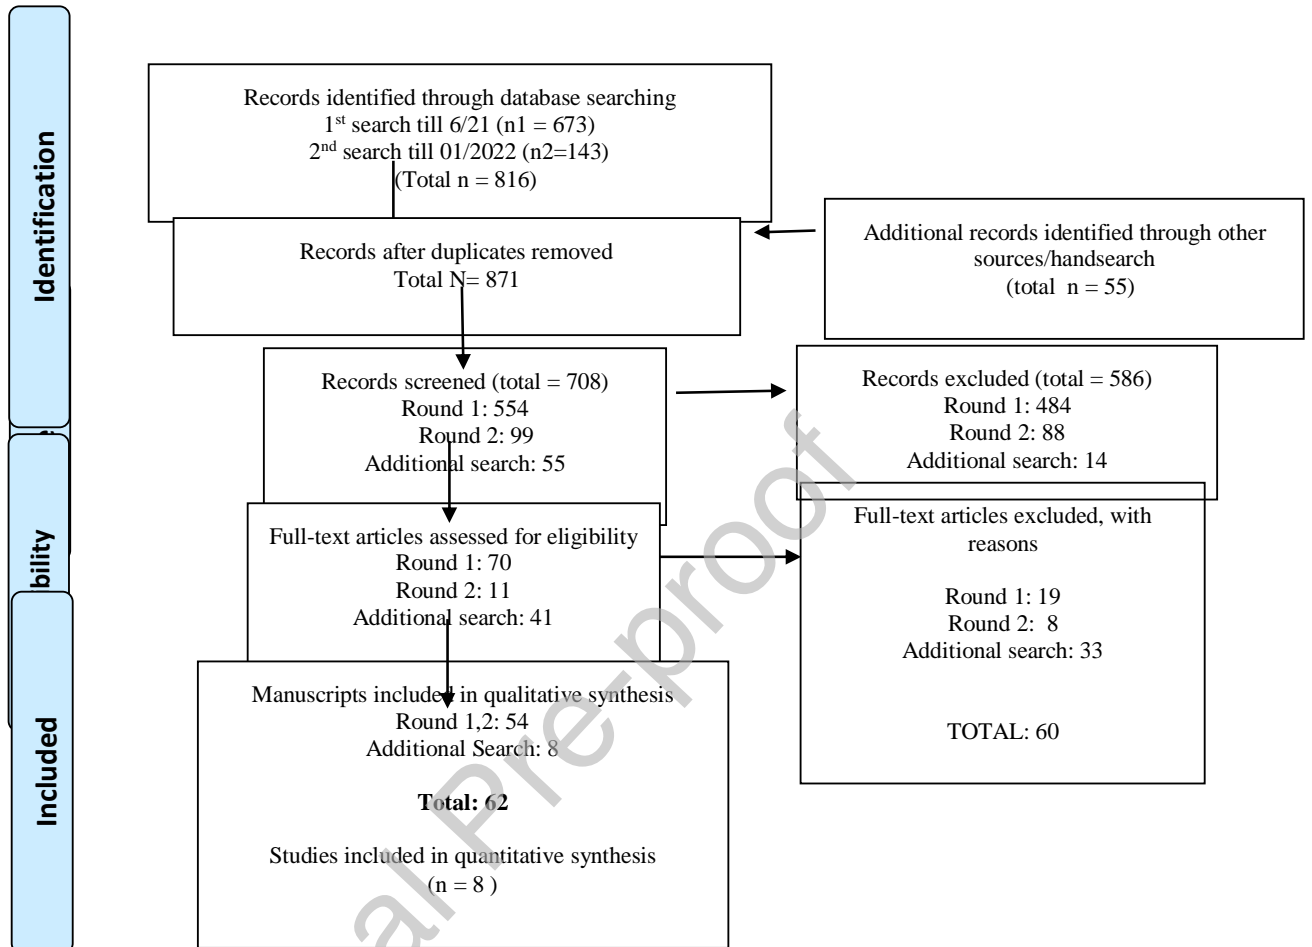 Identification
Records identified through database searching
1st search till 6/21 (n1 = 673)
2nd search till 01/2022 (n2=143)
(Total n = 816)
Records after duplicates removed
Total N= 871
Additional records identified through other
sources/handsearch
(total n = 55)
Records screened (total = 708)
Round 1: 554
Round 2: 99
Additional search: 55
Records excluded (total = 586)
Round 1: 484
Round 2: 88
Additional search: 14
bility
Full-text articles assessed for eligibility
Round 1: 70
Round 2: 11
Additional search: 41
Full-text articles excluded, with
reasons
Round 1: 19
Round 2: 8
Additional search: 33
TOTAL: 60
Included
Manuscripts included in qualitative synthesis
Round 1,2: 54
Additional Search: 8
Total: 62
Studies included in quantitative synthesis
(n = 8 )
al Pre-proof